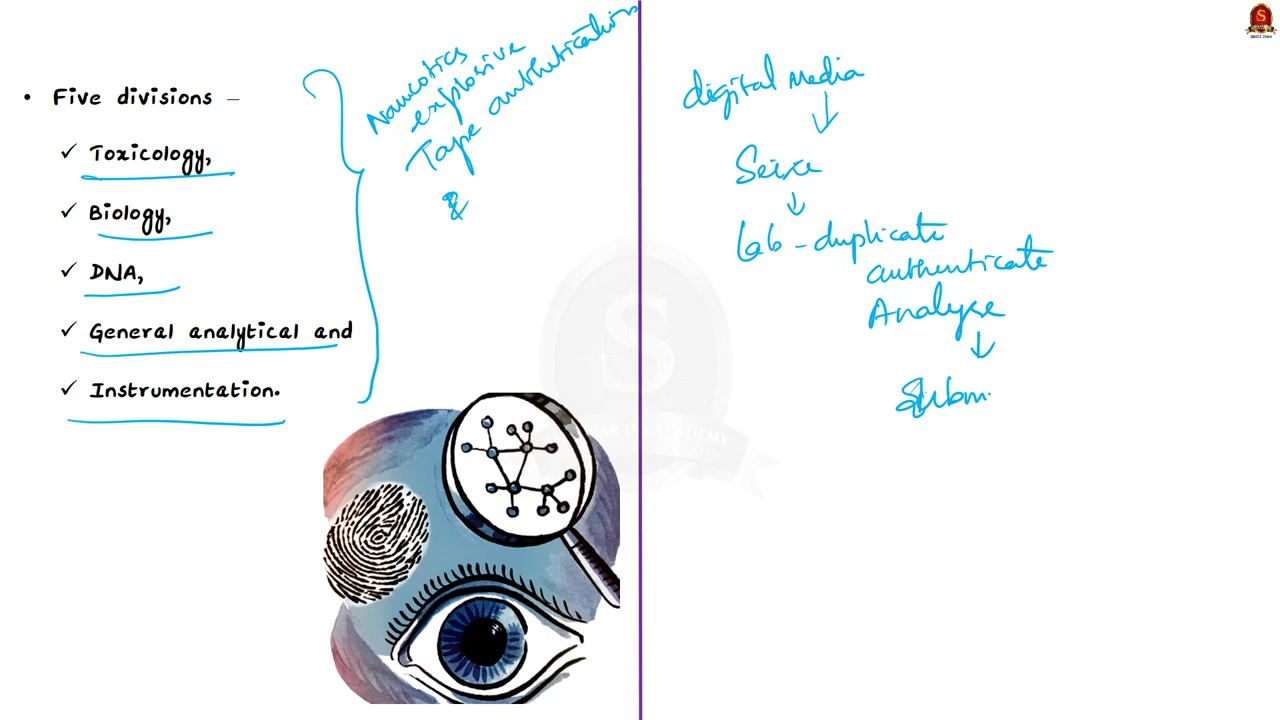 • Five divisions –
✓ Toxicology,
✓ Biology,
✓ DNA,
✓ General analytical and
✓ Instrumentation.
Narcotics
explosive
Tape authetication
&
digital Media
Seize
Lab - duplicate
authenticate
Analyse
Subm